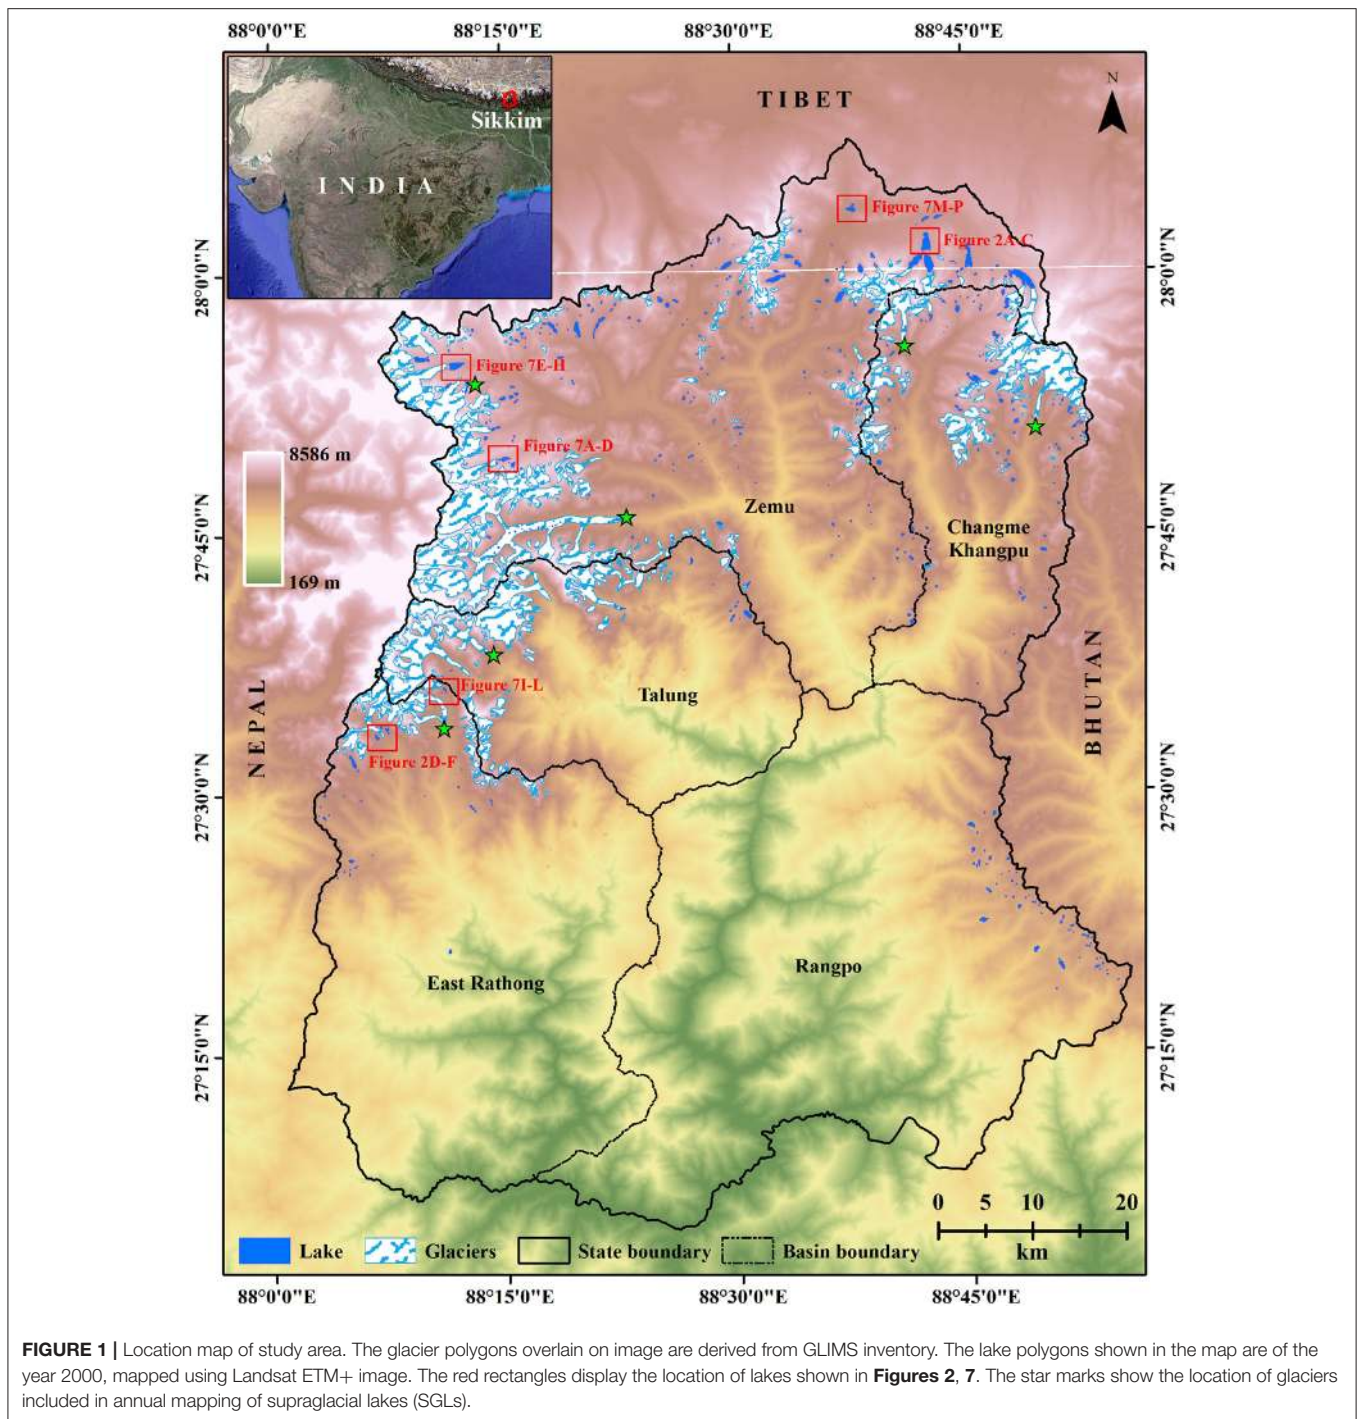 88°0'0"E
88°15'0"E
88°30'0"E
88°45'0"E
TIBET
N
Sikkim
INDIA
Figure 7M-P
Figure 2A-C
28°0'0"N
28°0'0"N
Figure 7E-H
Figure 7A-D
8586 m
169 m
Zemu
Changme
Khangpu
27°45'0"N
27°45'0"N
NEPAL
BHUTAN
Figure 7I-L
Talung
Figure 2D-F
27°30'0"N
27°30'0"N
East Rathong
Rangpo
27°15'0"N
27°15'0"N
0 5 10 20
km
Lake Glaciers State boundary Basin boundary
88°0'0"E
88°15'0"E
88°30'0"E
88°45'0"E
FIGURE 1 | Location map of study area. The glacier polygons overlain on image are derived from GLIMS inventory. The lake polygons shown in the map are of the
year 2000, mapped using Landsat ETM+ image. The red rectangles display the location of lakes shown in Figures 2, 7. The star marks show the location of glaciers
included in annual mapping of supraglacial lakes (SGLs).